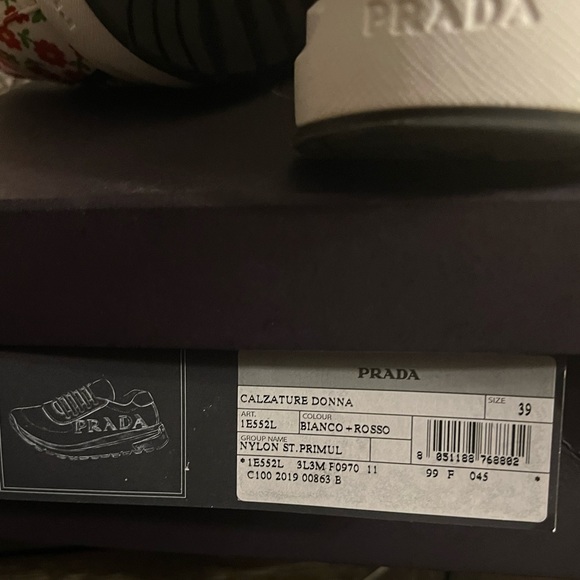 PRADA
PRADA
PRADA
CALZATURE DONNA
SIZE
39
ART.
1E552L
COLOUR
BIANCO+ROSSO
GROUP NAME
NYLON ST.PRIMUL
8 051188 768802
*1E552L 3L3M F0970 11
99 F 045 *
C100 2019 00863 B